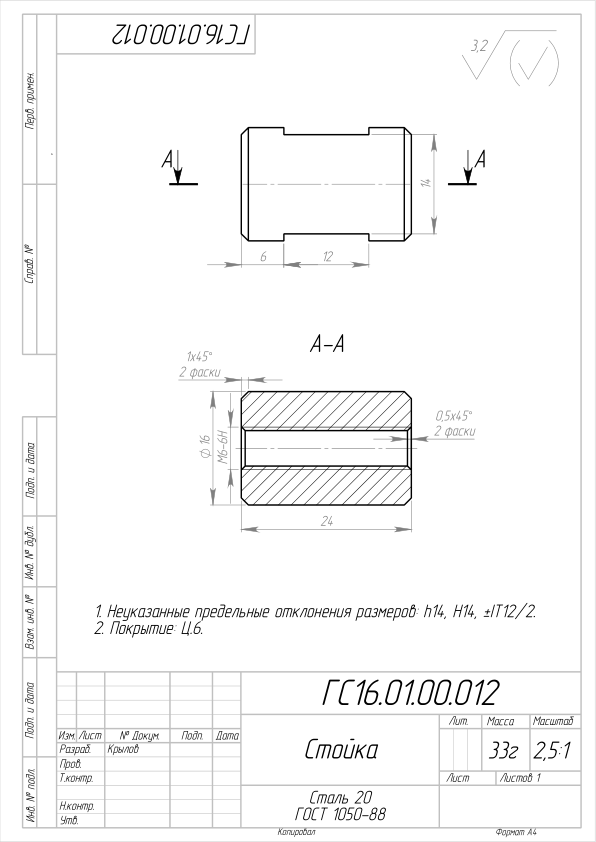 ГС16.01.00.012
3,2
Перв. примен.
Справ. №
А
А
14
6
12
А-А
1х45°
2 фаски
0,5х45°
2 фаски
Ф 16
М6-6Н
24
Подп. и дата
Инв. № дубл.
Взам. инв. №
Подп. и дата
Инв. № подл.
1. Неуказанные предельные отклонения размеров: h14, Н14, ±IT12/2.
2. Покрытие: Ц.6.
ГС16.01.00.012
Изм. Лист № Докум. Подп. Дата
Разраб. Крылов
Пров.
Т.контр.
Н.контр.
Утв.
Стойка
Лит. Масса Масштаб
33г 2,5:1
Лист Листов 1
Сталь 20
ГОСТ 1050-88
Копировал Формат А4